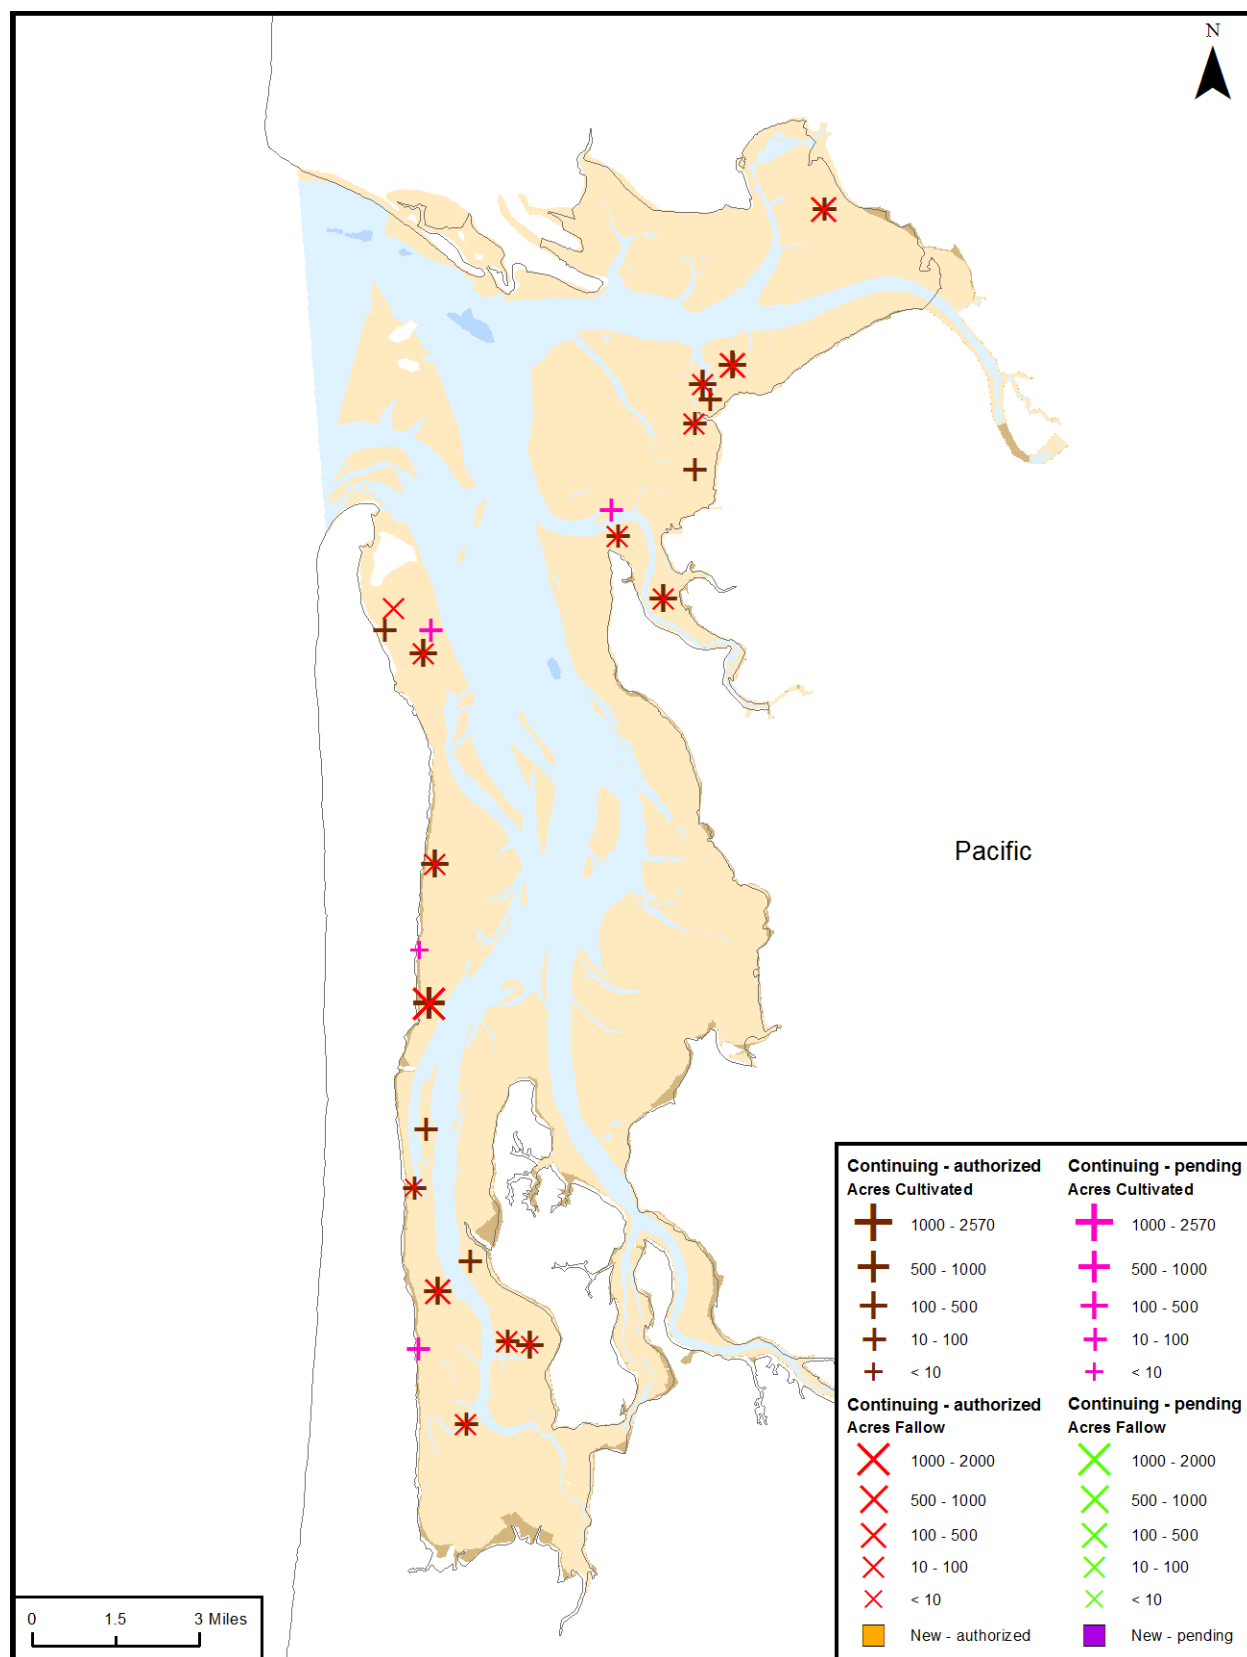 N
Pacific
Continuing - authorized
Acres Cultivated
1000 - 2570
500 - 1000
100 - 500
10 - 100
< 10
Continuing - pending
Acres Cultivated
1000 - 2570
500 - 1000
100 - 500
10 - 100
< 10
Continuing - authorized
Acres Fallow
1000 - 2000
500 - 1000
100 - 500
10 - 100
< 10
New - authorized
Continuing - pending
Acres Fallow
1000 - 2000
500 - 1000
100 - 500
10 - 100
< 10
New - pending
0 1.5 3 Miles